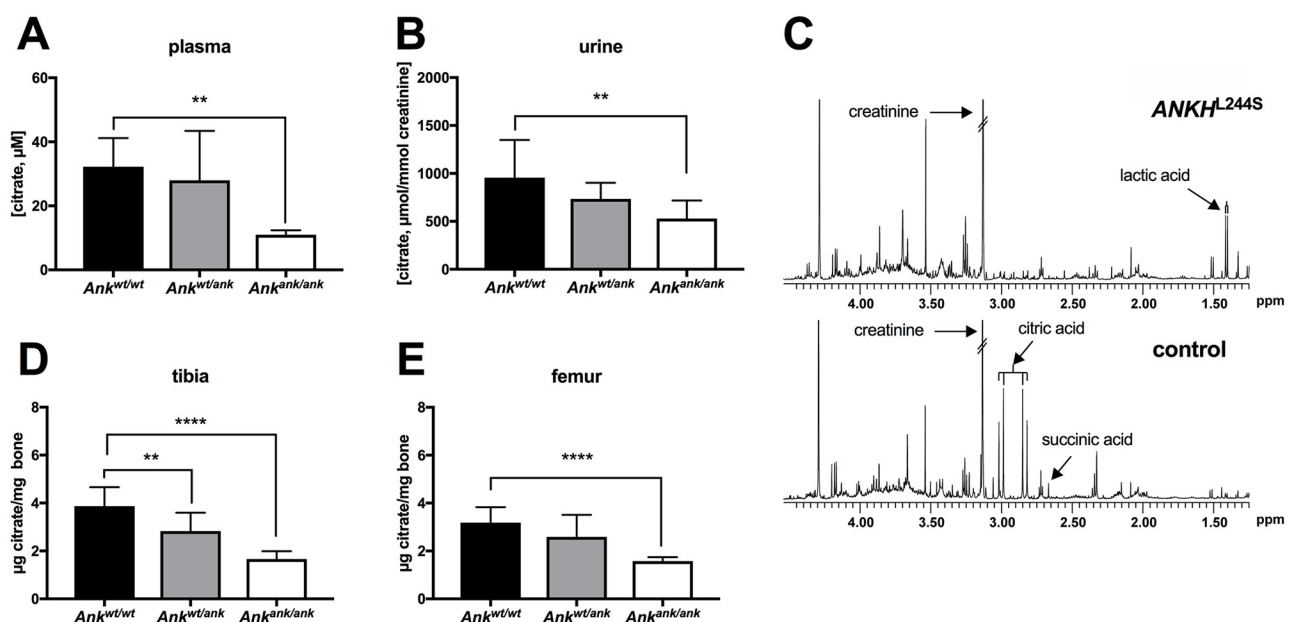 A
plasma
[citrate, µM]
60
40
20
0
**
Ankwt/wt
Ankwt/ank
Ankank/ank
B
urine
[citrate, µmol/mmol creatinine]
2000
1500
1000
500
0
**
Ankwt/wt
Ankwt/ank
Ankank/ank
C
ANKHL244S
creatinine
lactic acid
4.00 3.50 3.00 2.50 2.00 1.50 ppm
control
creatinine
citric acid
succinic acid
4.00 3.50 3.00 2.50 2.00 1.50 ppm
D
tibia
µg citrate/mg bone
8
6
4
2
0
****
**
Ankwt/wt
Ankwt/ank
Ankank/ank
E
femur
µg citrate/mg bone
8
6
4
2
0
****
Ankwt/wt
Ankwt/ank
Ankank/ank